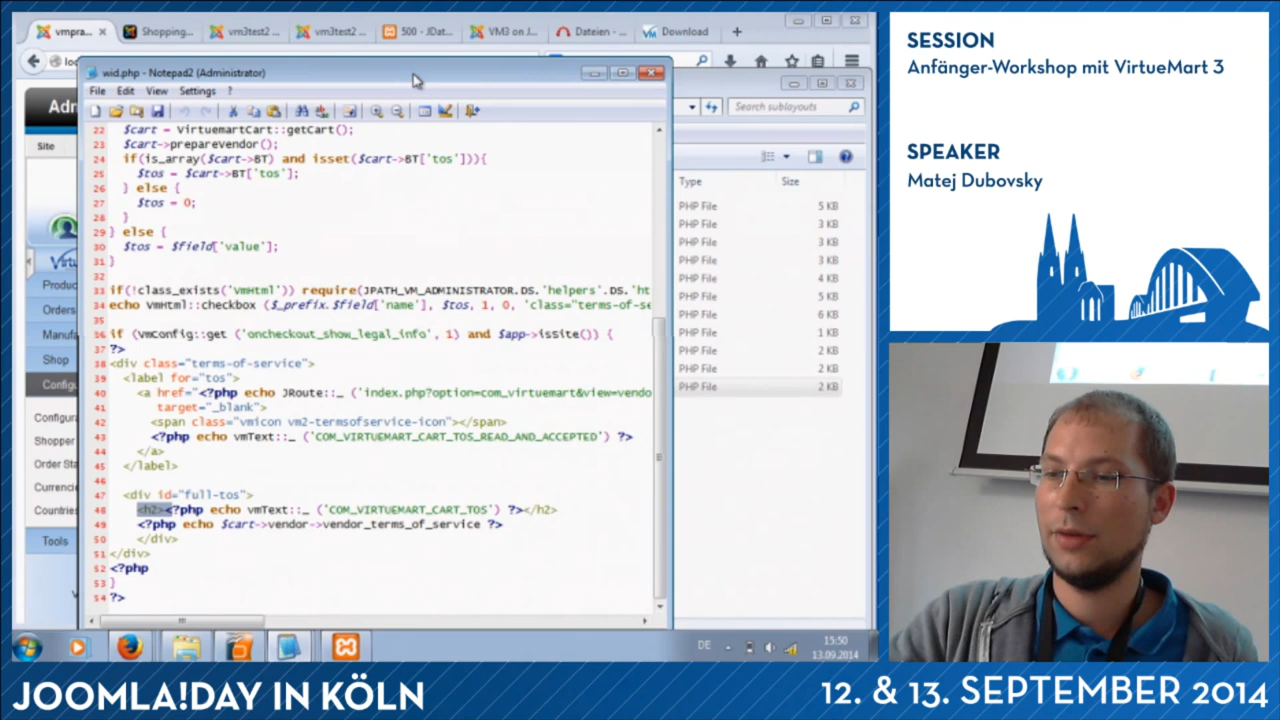 vmpra...
Shopping...
vm3test2 ...
vm3test2 ...
500 - JDat...
VM3 on J...
Dateien - ...
Download
wid.php - Notepad2 (Administrator)
File Edit View Settings ?
Search sublayouts
Site
Type Size
22 $cart = VirtuemartCart::getCart();
23 $cart->prepareVendor();
24 if(is_array($cart->BT) and isset($cart->BT['tos'])){
25 $tos = $cart->BT['tos'];
26 } else {
27 $tos = 0;
28 }
29 } else {
30 $tos = $field['value'];
31 }
32
33 if(!class_exists('VmHtml')) require(JPATH_VM_ADMINISTRATOR.DS.'helpers'.DS.'ht
34 echo VmHtml::checkbox ($_prefix.$field['name'], $tos, 1, 0, 'class="terms-of-se
35
36 if (VmConfig::get ('oncheckout_show_legal_info', 1) and $app->isSite()) {
37 ?>
38 <div class="terms-of-service">
39 <label for="tos">
40 <a href="<?php echo JRoute::_ ('index.php?option=com_virtuemart&view=vendo
41 target="_blank">
42 <span class="vmicon vm2-termsofservice-icon"></span>
43 <?php echo vmText::_ ('COM_VIRTUEMART_CART_TOS_READ_AND_ACCEPTED') ?>
44 </a>
45 </label>
46
47 <div id="full-tos">
48 <h2><?php echo vmText::_ ('COM_VIRTUEMART_CART_TOS') ?></h2>
49 <?php echo $cart->vendor->vendor_terms_of_service ?>
50 </div>
51 </div>
52 <?php
53 }
54 ?>
PHP File 5 KB
PHP File 3 KB
PHP File 3 KB
PHP File 3 KB
PHP File 4 KB
PHP File 5 KB
PHP File 6 KB
PHP File 1 KB
PHP File 2 KB
PHP File 2 KB
PHP File 2 KB
Adn
Virtu
Produc
Orders
Manufa
Shop
Config
Configura
Shopper
Order Sta
Currencie
Countries
Tools
DE
15:50
13.09.2014
SESSION
Anfänger-Workshop mit VirtueMart 3
SPEAKER
Matej Dubovsky
JOOMLA!DAY IN KÖLN
12. & 13. SEPTEMBER 2014